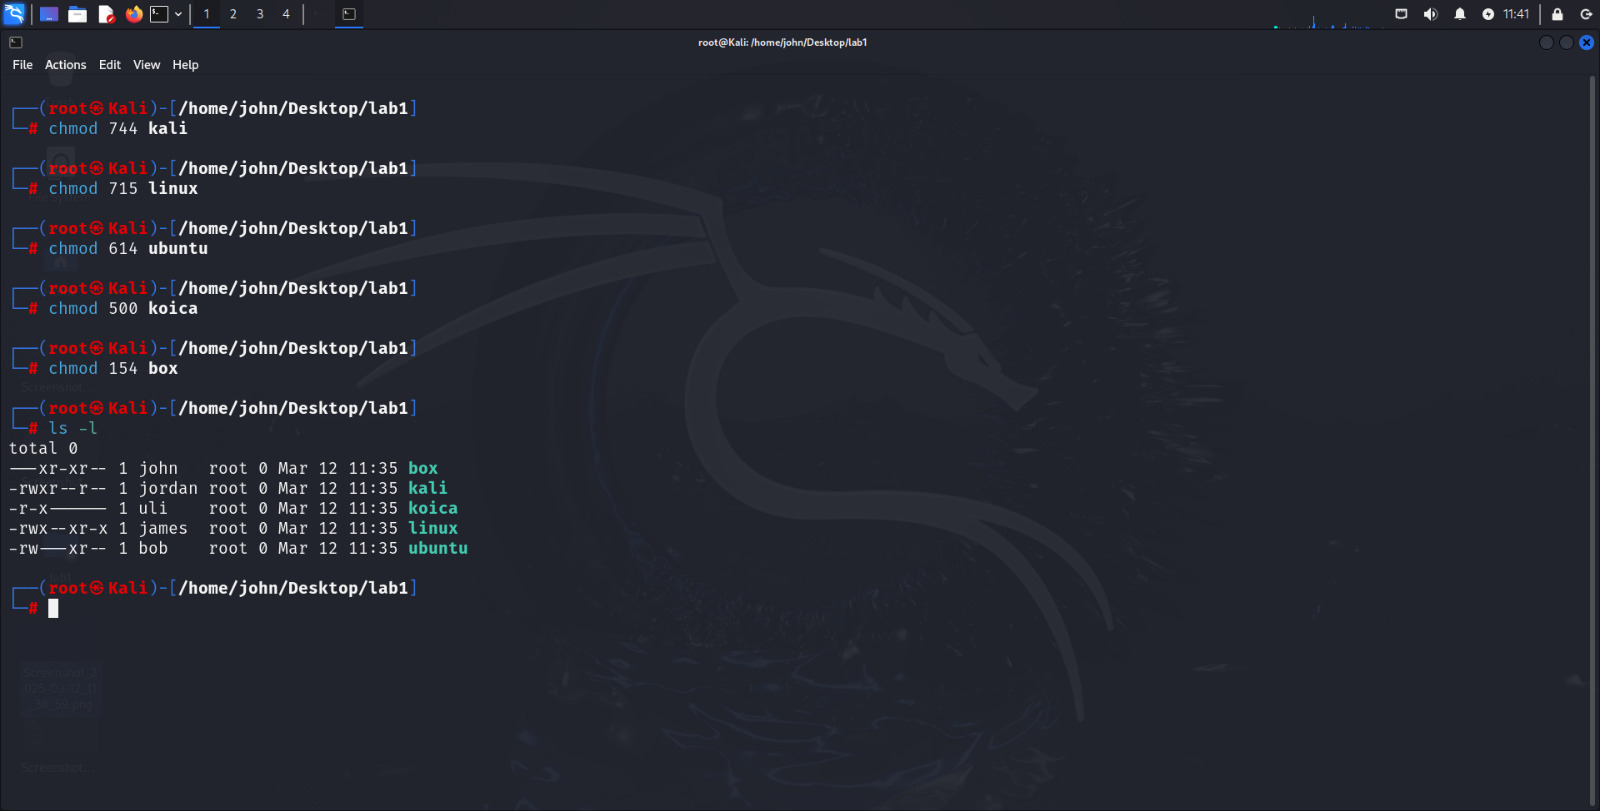 1 2 3 4 11:41
root@Kali: /home/john/Desktop/lab1
File Actions Edit View Help
┌──(root㉿Kali)-[/home/john/Desktop/lab1]
└─# chmod 744 kali
┌──(root㉿Kali)-[/home/john/Desktop/lab1]
└─# chmod 715 linux
┌──(root㉿Kali)-[/home/john/Desktop/lab1]
└─# chmod 614 ubuntu
┌──(root㉿Kali)-[/home/john/Desktop/lab1]
└─# chmod 500 koica
┌──(root㉿Kali)-[/home/john/Desktop/lab1]
└─# chmod 154 box
┌──(root㉿Kali)-[/home/john/Desktop/lab1]
└─# ls -l
total 0
---xr-xr-- 1 john   root 0 Mar 12 11:35 box
-rwxr--r-- 1 jordan root 0 Mar 12 11:35 kali
-r-x------ 1 uli    root 0 Mar 12 11:35 koica
-rwx--xr-x 1 james  root 0 Mar 12 11:35 linux
-rw---xr-- 1 bob    root 0 Mar 12 11:35 ubuntu
┌──(root㉿Kali)-[/home/john/Desktop/lab1]
└─#
Screenshot...